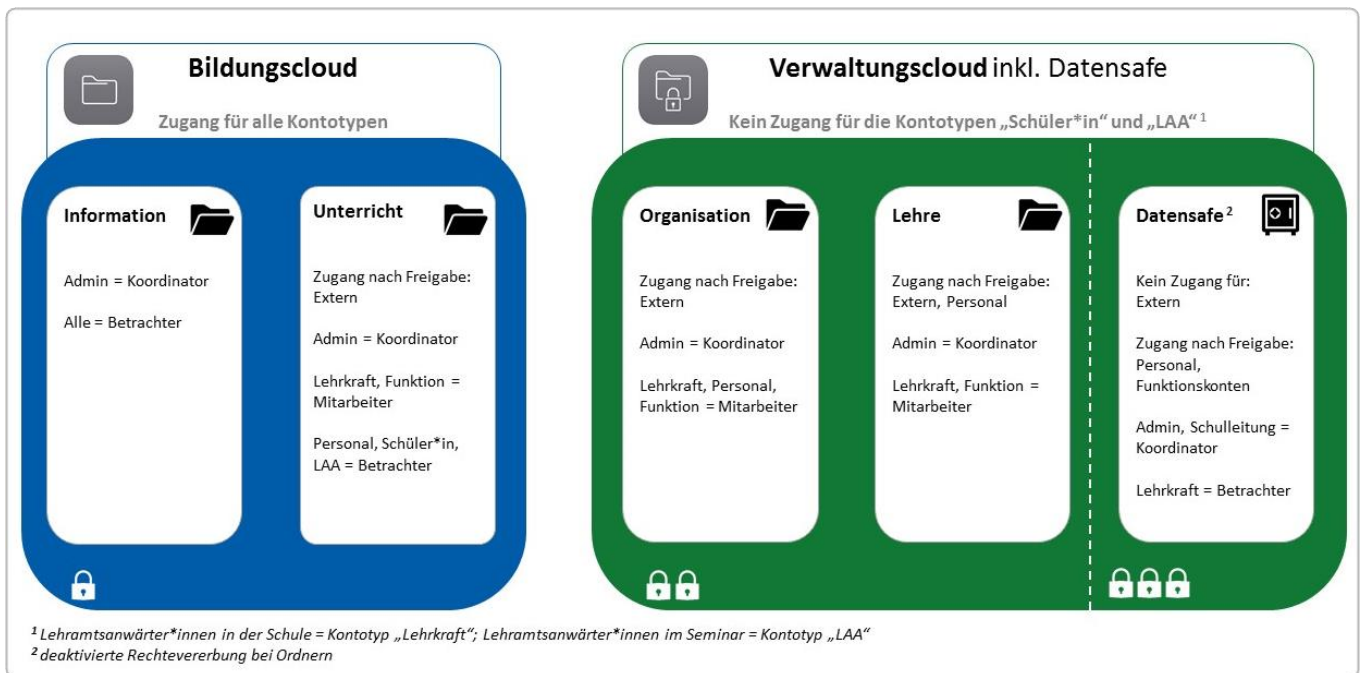 Bildungscloud
Zugang für alle Kontotypen
Information
Admin = Koordinator
Alle = Betrachter
Unterricht
Zugang nach Freigabe:
Extern
Admin = Koordinator
Lehrkraft, Funktion =
Mitarbeiter
Personal, Schüler*in,
LAA = Betrachter
Verwaltungscloud inkl. Datensafe
Kein Zugang für die Kontotypen „Schüler*in“ und „LAA“ ¹
Organisation
Zugang nach Freigabe:
Extern
Admin = Koordinator
Lehrkraft, Personal,
Funktion = Mitarbeiter
Lehre
Zugang nach Freigabe:
Extern, Personal
Admin = Koordinator
Lehrkraft, Funktion =
Mitarbeiter
Datensafe ²
Kein Zugang für:
Extern
Zugang nach Freigabe:
Personal,
Funktionskonten
Admin, Schulleitung =
Koordinator
Lehrkraft = Betrachter
¹ Lehramtsanwärter*innen in der Schule = Kontotyp „Lehrkraft“; Lehramtsanwärter*innen im Seminar = Kontotyp „LAA“
² deaktivierte Rechtevererbung bei Ordnern